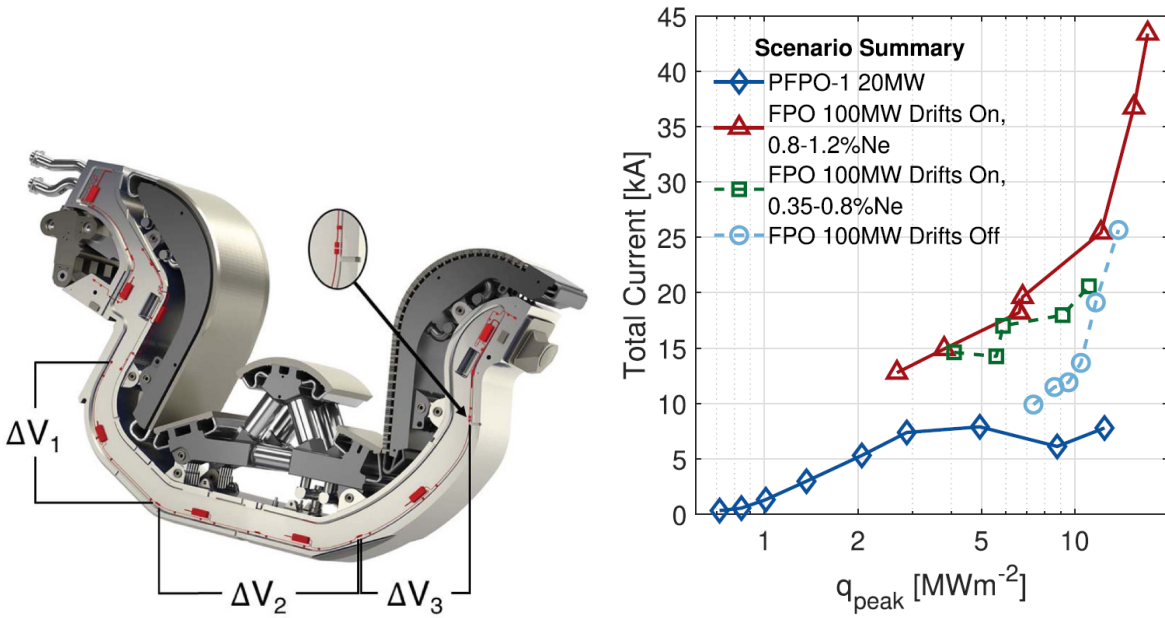 ΔV₁
ΔV₂
ΔV₃
Scenario Summary
PFPO-1 20MW
FPO 100MW Drifts On,
0.8-1.2%Ne
FPO 100MW Drifts On,
0.35-0.8%Ne
FPO 100MW Drifts Off
Total Current [kA]
45
40
35
30
25
20
15
10
5
0
1
2
5
10
q_peak [MWm⁻²]